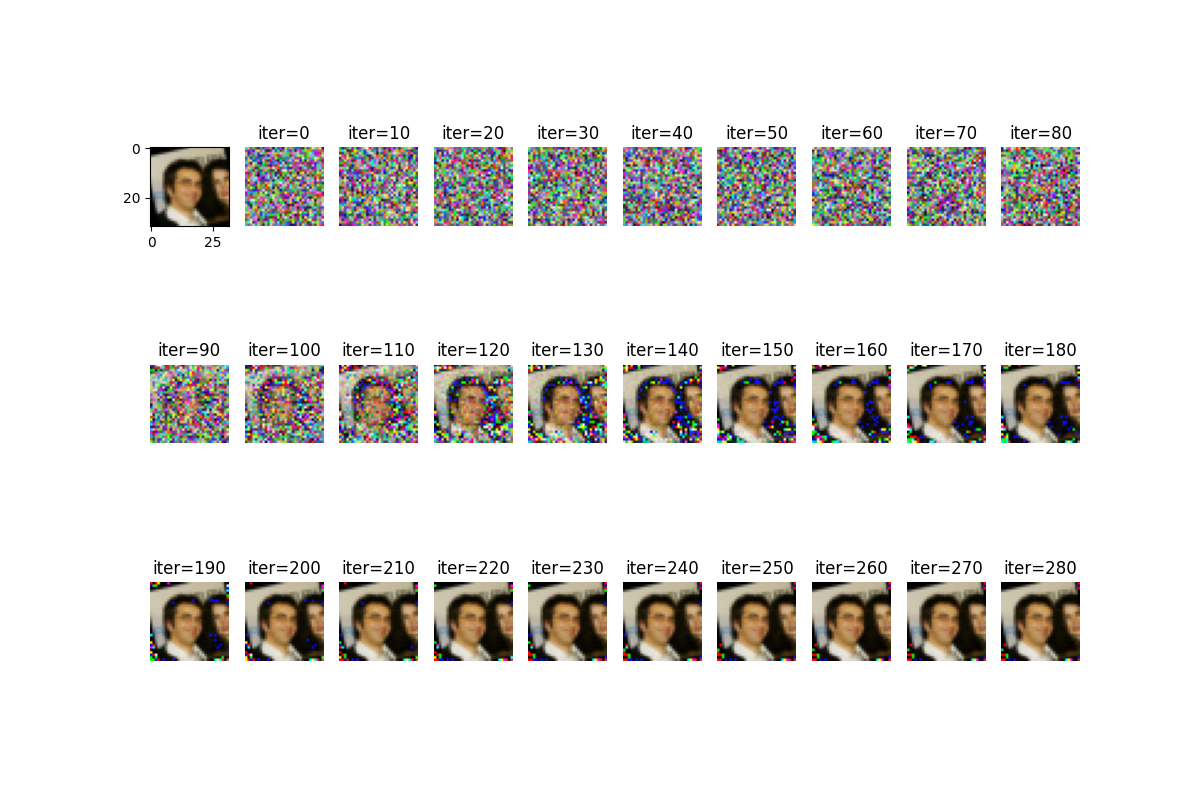 iter=0 iter=10 iter=20 iter=30 iter=40 iter=50 iter=60 iter=70 iter=80
0
20
0 25
iter=90 iter=100 iter=110 iter=120 iter=130 iter=140 iter=150 iter=160 iter=170 iter=180
iter=190 iter=200 iter=210 iter=220 iter=230 iter=240 iter=250 iter=260 iter=270 iter=280